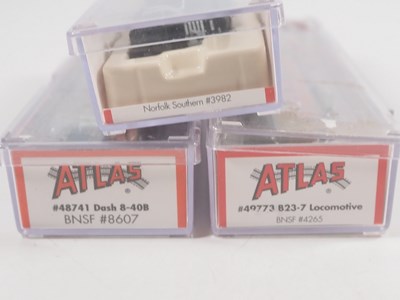 Norfolk Southern #3982
ATLAS®
#48741 Dash 8-40B
BNSF #8607
ATLAS®
#49773 B23-7 Locomotive
BNSF #4265